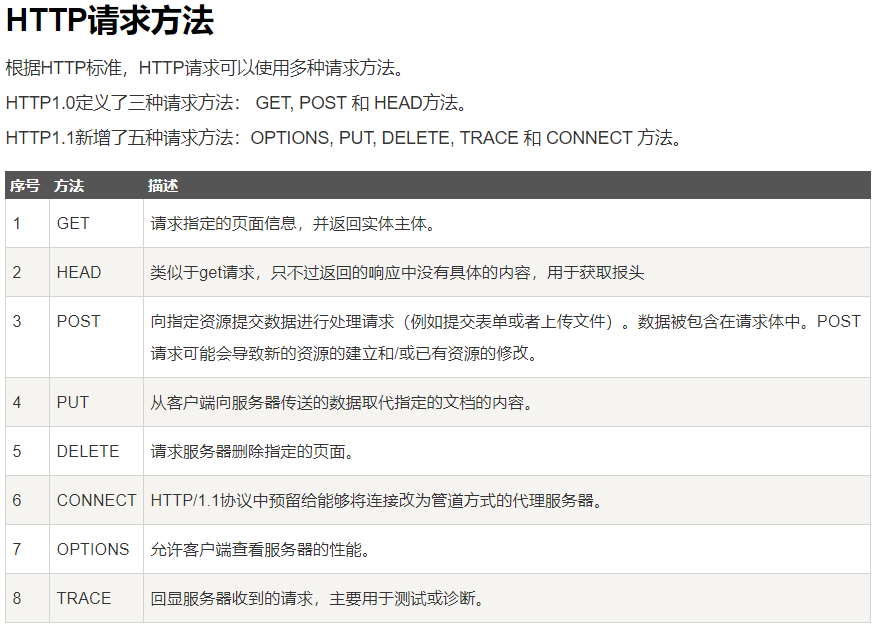 HTTP请求方法
根据HTTP标准，HTTP请求可以使用多种请求方法。
HTTP1.0定义了三种请求方法： GET, POST 和 HEAD方法。
HTTP1.1新增了五种请求方法：OPTIONS, PUT, DELETE, TRACE 和 CONNECT 方法。
序号 方法 描述
1 GET 请求指定的页面信息，并返回实体主体。
2 HEAD 类似于get请求，只不过返回的响应中没有具体的内容，用于获取报头
3 POST 向指定资源提交数据进行处理请求（例如提交表单或者上传文件）。数据被包含在请求体中。POST
请求可能会导致新的资源的建立和/或已有资源的修改。
4 PUT 从客户端向服务器传送的数据取代指定的文档的内容。
5 DELETE 请求服务器删除指定的页面。
6 CONNECT HTTP/1.1协议中预留给能够将连接改为管道方式的代理服务器。
7 OPTIONS 允许客户端查看服务器的性能。
8 TRACE 回显服务器收到的请求，主要用于测试或诊断。